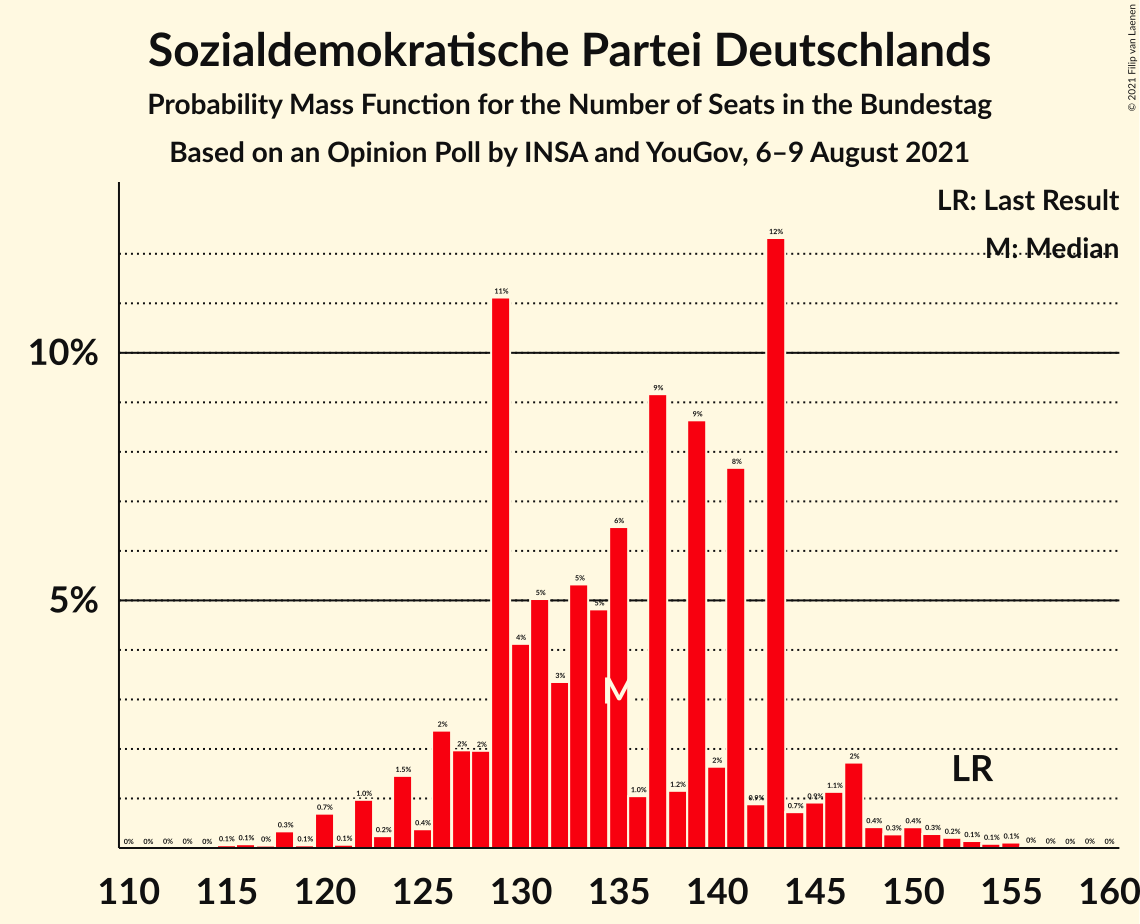 Sozialdemokratische Partei Deutschlands
Probability Mass Function for the Number of Seats in the Bundestag
Based on an Opinion Poll by INSA and YouGov, 6–9 August 2021
© 2021 Filip van Laenen
LR: Last Result
M: Median
10%
5%
0% 0% 0% 0% 0% 0.1% 0.1% 0% 0.3% 0.1% 0.7% 0.1% 1.0% 0.2% 1.5% 0.4% 2% 2% 2% 11% 4% 5% 3% 5% 5% 6% 1.0% 9% 1.2% 9% 2% 8% 0.9% 12% 0.7% 0.9% 1.1% 2% 0.4% 0.3% 0.4% 0.3% 0.2% 0.1% 0.1% 0.1% 0% 0% 0% 0% 0%
M
LR
110 115 120 125 130 135 140 145 150 155 160